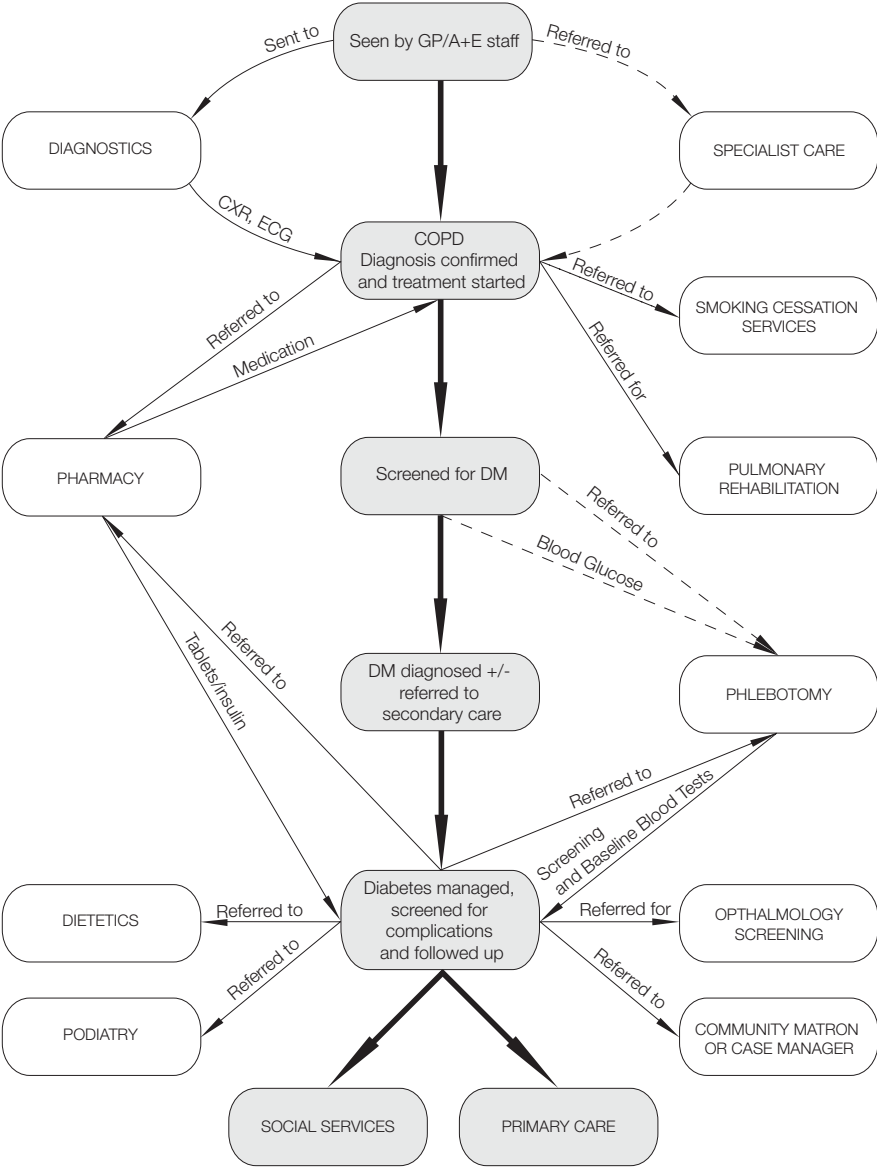 Seen by GP/A+E staff
Sent to
Referred to
DIAGNOSTICS
SPECIALIST CARE
CXR, ECG
COPD
Diagnosis confirmed
and treatment started
Referred to
SMOKING CESSATION
SERVICES
Referred to
Medication
Referred for
PHARMACY
Screened for DM
PULMONARY
REHABILITATION
Referred to
Blood Glucose
Tablets/insulin
Referred to
DM diagnosed +/-
referred to
secondary care
PHLEBOTOMY
Referred to
Screening
and Baseline Blood Tests
DIETETICS
Referred to
Diabetes managed,
screened for
complications
and followed up
Referred for
OPTHALMOLOGY
SCREENING
Referred to
Referred to
PODIATRY
COMMUNITY MATRON
OR CASE MANAGER
SOCIAL SERVICES
PRIMARY CARE